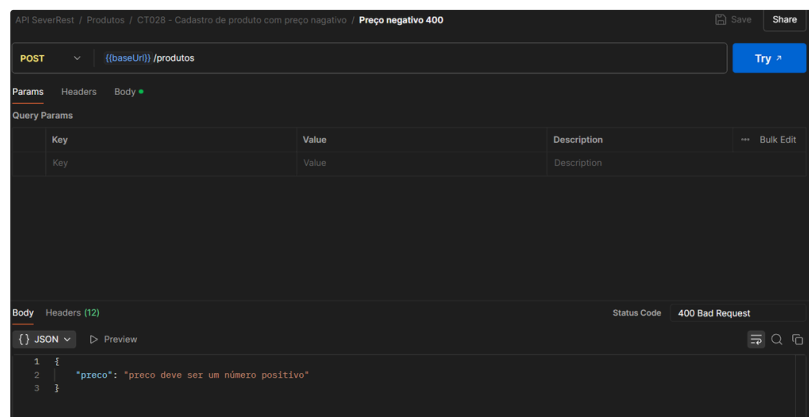 API SeverRest / Produtos / CT028 - Cadastro de produto com preço nagativo / Preço negativo 400 Save Share
POST {{baseUrl}} /produtos Try ↗
Params Headers Body
Query Params
Key Value Description ... Bulk Edit
Key Value Description
Body Headers (12) Status Code 400 Bad Request
{} JSON Preview
1 {
2 "preco": "preco deve ser um número positivo"
3 }